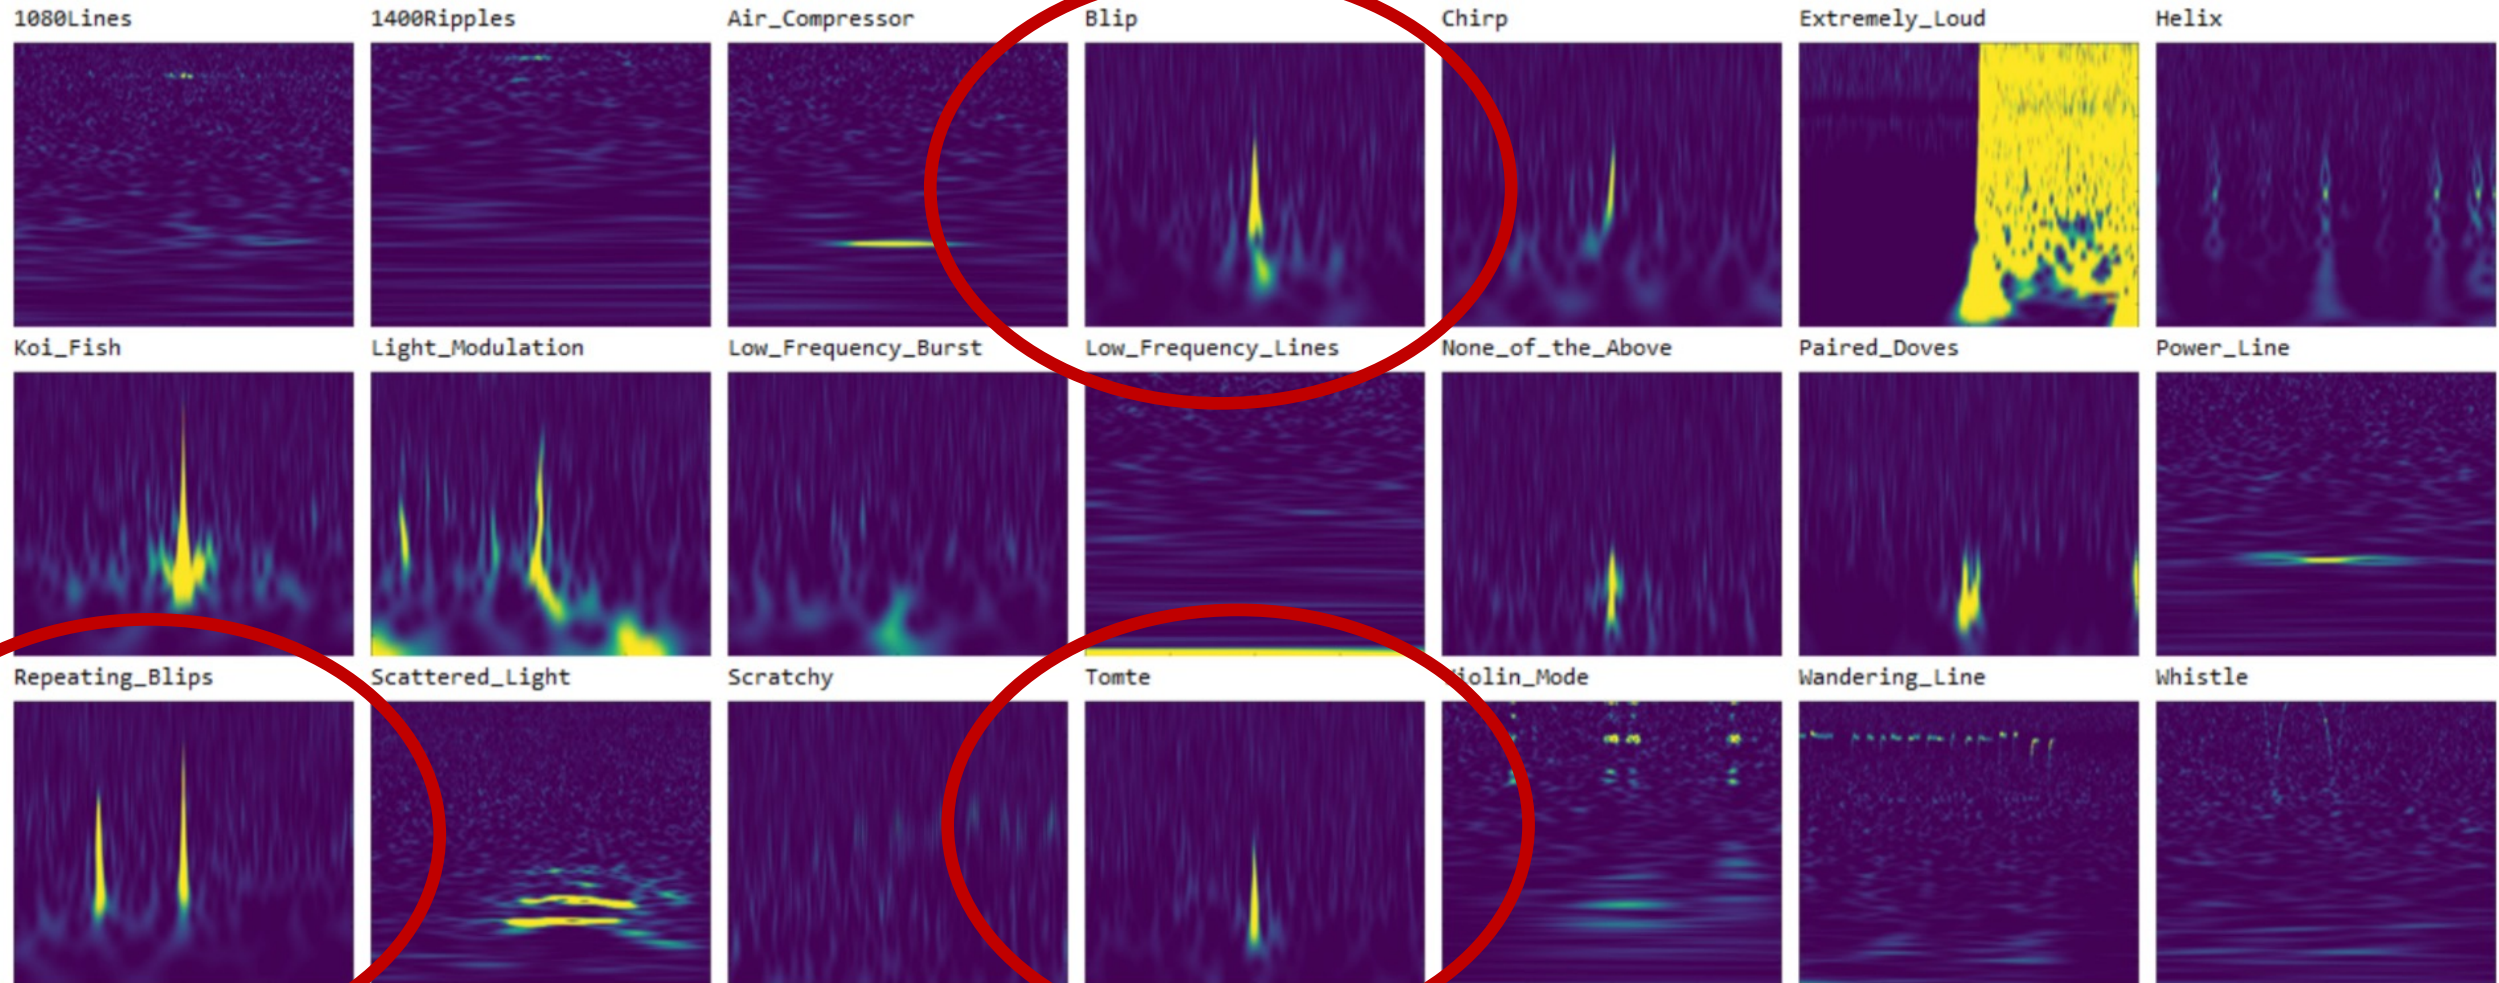 1080Lines 1400Ripples Air_Compressor Blip Chirp Extremely_Loud Helix
Koi_Fish Light_Modulation Low_Frequency_Burst Low_Frequency_Lines None_of_the_Above Paired_Doves Power_Line
Repeating_Blips Scattered_Light Scratchy Tomte Violin_Mode Wandering_Line Whistle